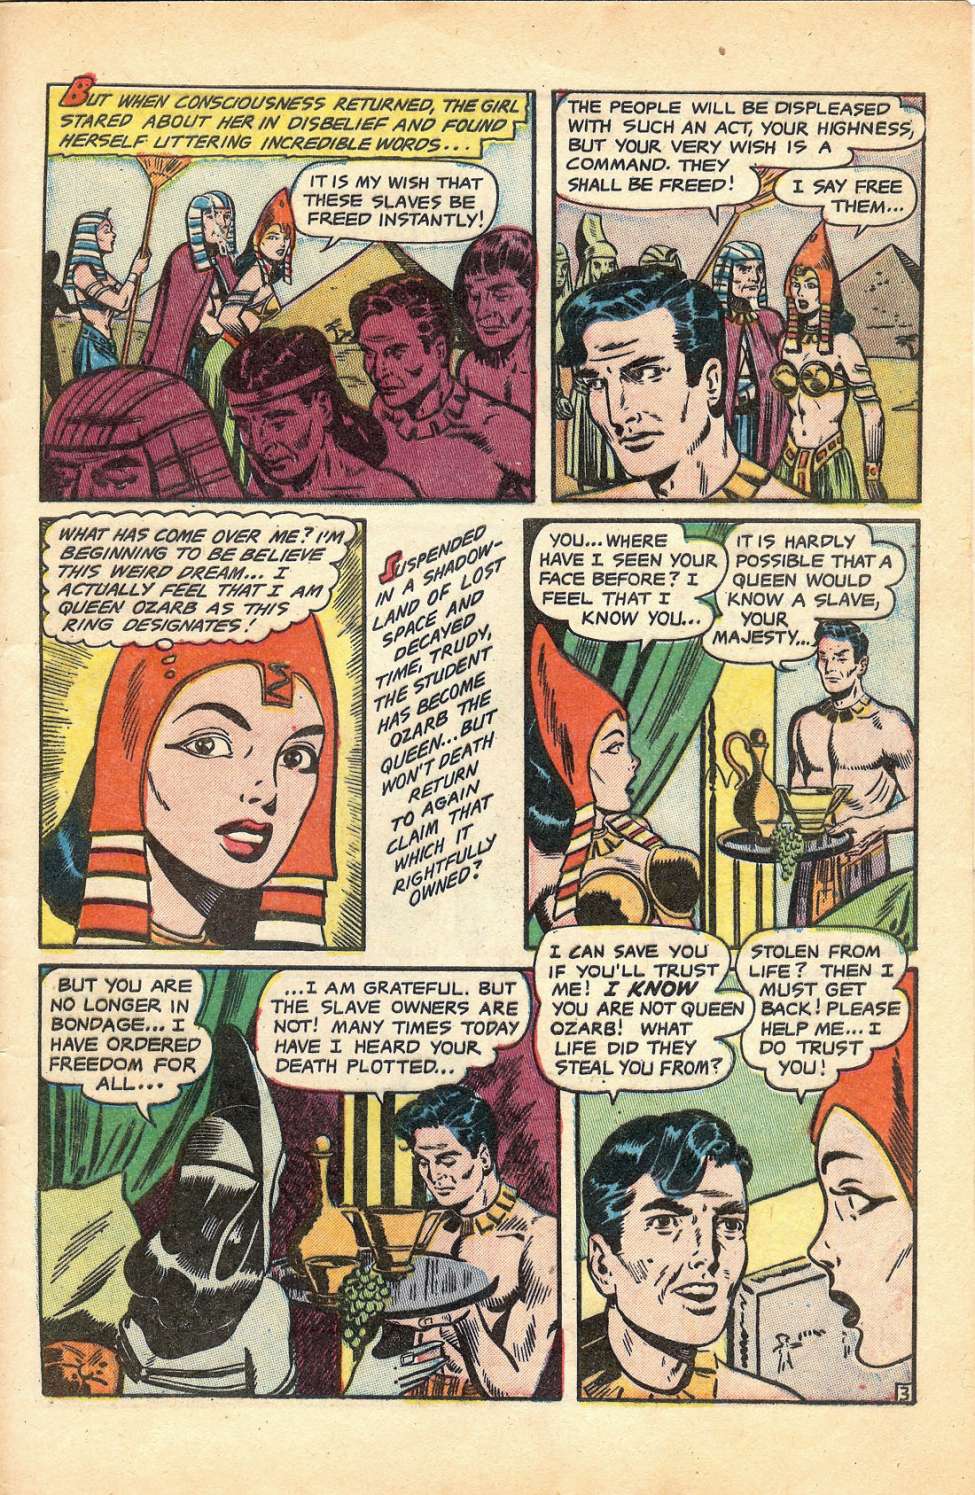 BUT WHEN CONSCIOUSNESS RETURNED, THE GIRL
STARED ABOUT HER IN DISBELIEF AND FOUND
HERSELF UTTERING INCREDIBLE WORDS...
IT IS MY WISH THAT
THESE SLAVES BE
FREED INSTANTLY!
THE PEOPLE WILL BE DISPLEASED
WITH SUCH AN ACT, YOUR HIGHNESS,
BUT YOUR VERY WISH IS A
COMMAND. THEY
SHALL BE FREED!
I SAY FREE
THEM...
WHAT HAS COME OVER ME? I'M
BEGINNING TO BE BELIEVE
THIS WEIRD DREAM... I
ACTUALLY FEEL THAT I AM
QUEEN OZARB AS THIS
RING DESIGNATES!
SUSPENDED
IN A SHADOW-
LAND OF LOST
SPACE AND
DECAYED
TIME, TRUDY,
THE STUDENT
HAS BECOME
OZARB THE
QUEEN... BUT
WON'T DEATH
RETURN
TO AGAIN
CLAIM THAT
WHICH IT
RIGHTFULLY
OWNED?
YOU... WHERE
HAVE I SEEN YOUR
FACE BEFORE? I
FEEL THAT I
KNOW YOU...
IT IS HARDLY
POSSIBLE THAT A
QUEEN WOULD
KNOW A SLAVE,
YOUR
MAJESTY...
BUT YOU ARE
NO LONGER IN
BONDAGE... I
HAVE ORDERED
FREEDOM FOR
ALL...
...I AM GRATEFUL. BUT
THE SLAVE OWNERS ARE
NOT! MANY TIMES TODAY
HAVE I HEARD YOUR
DEATH PLOTTED...
I CAN SAVE YOU
IF YOU'LL TRUST
ME! I KNOW
YOU ARE NOT QUEEN
OZARB! WHAT
LIFE DID THEY
STEAL YOU FROM?
STOLEN FROM
LIFE? THEN I
MUST GET
BACK! PLEASE
HELP ME... I
DO TRUST
YOU!
3